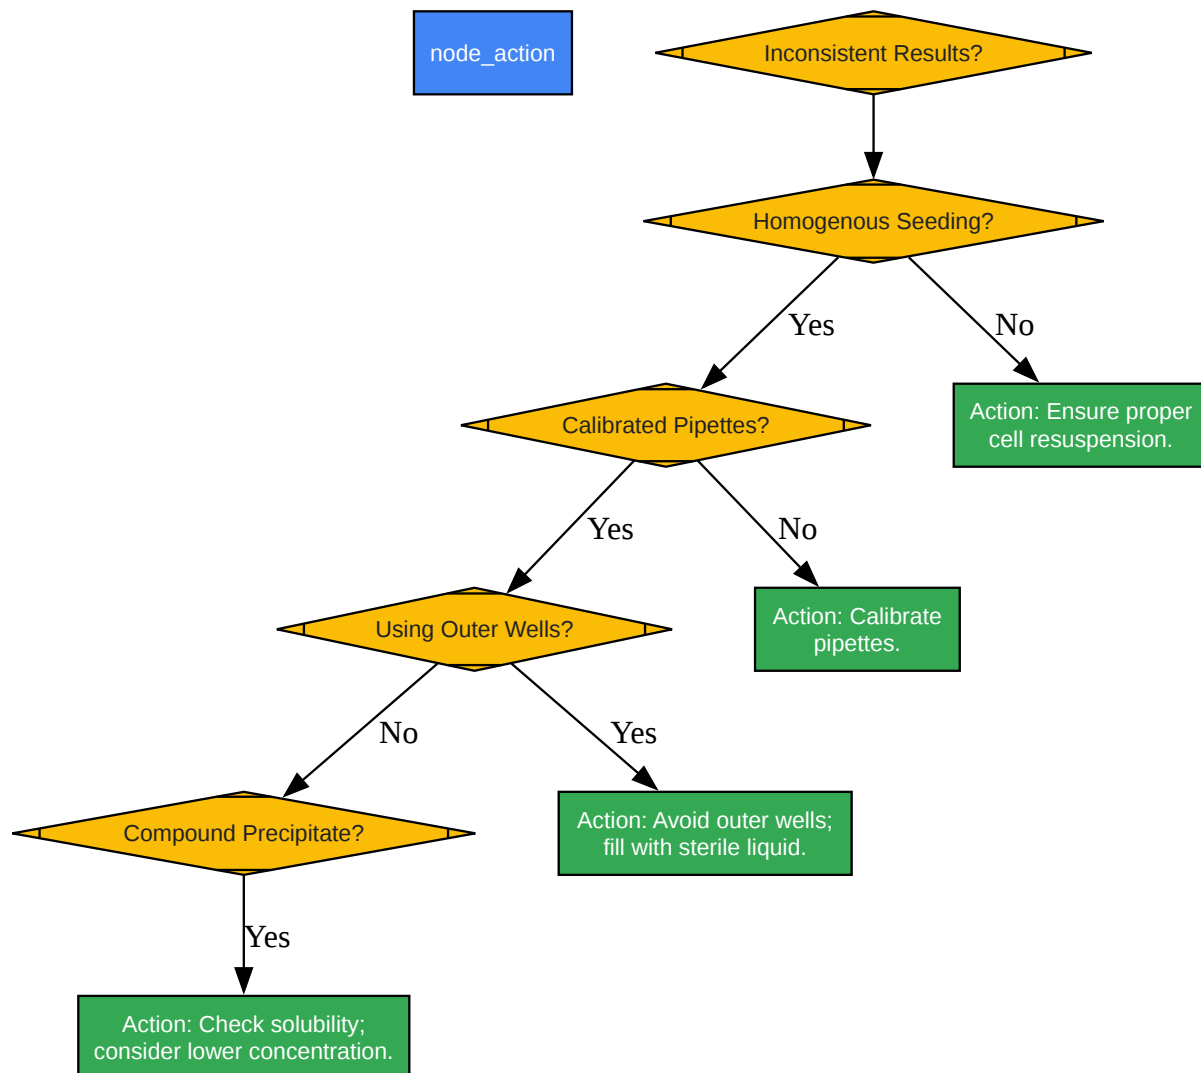 node_action
Inconsistent Results?
Homogenous Seeding?
Yes
No
Calibrated Pipettes?
Action: Ensure proper
cell resuspension.
Yes
No
Using Outer Wells?
Action: Calibrate
pipettes.
No
Yes
Compound Precipitate?
Action: Avoid outer wells;
fill with sterile liquid.
Yes
Action: Check solubility;
consider lower concentration.